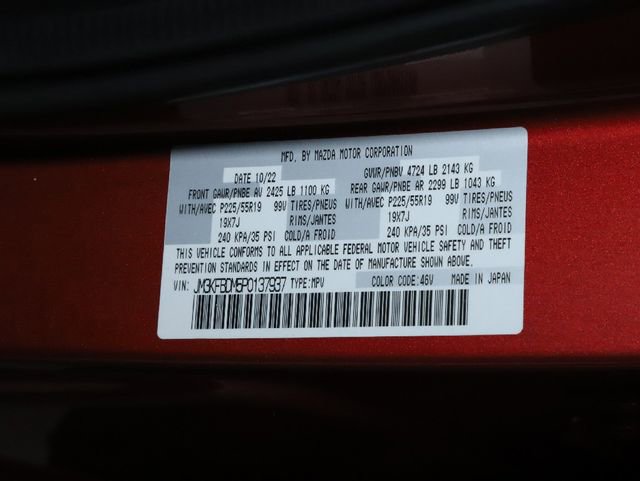 MFD. BY MAZDA MOTOR CORPORATION
DATE 10/22 GVWR/PNBV 4724 LB 2143 KG
FRONT GAWR/PNBE AV 2425 LB 1100 KG REAR GAWR/PNBE AR 2299 LB 1043 KG
WITH/AVEC P225/55R19 99V TIRES/PNEUS WITH/AVEC P225/55R19 99V TIRES/PNEUS
19X7J RIMS/JANTES 19X7J RIMS/JANTES
240 KPA/35 PSI COLD/A FROID 240 KPA/35 PSI COLD/A FROID
THIS VEHICLE CONFORMS TO ALL APPLICABLE FEDERAL MOTOR VEHICLE SAFETY AND THEFT
PREVENTION STANDARDS IN EFFECT ON THE DATE OF MANUFACTURE SHOWN ABOVE.
VIN: JM3KFBDM5P0137937 TYPE:MPV COLOR CODE:46V MADE IN JAPAN